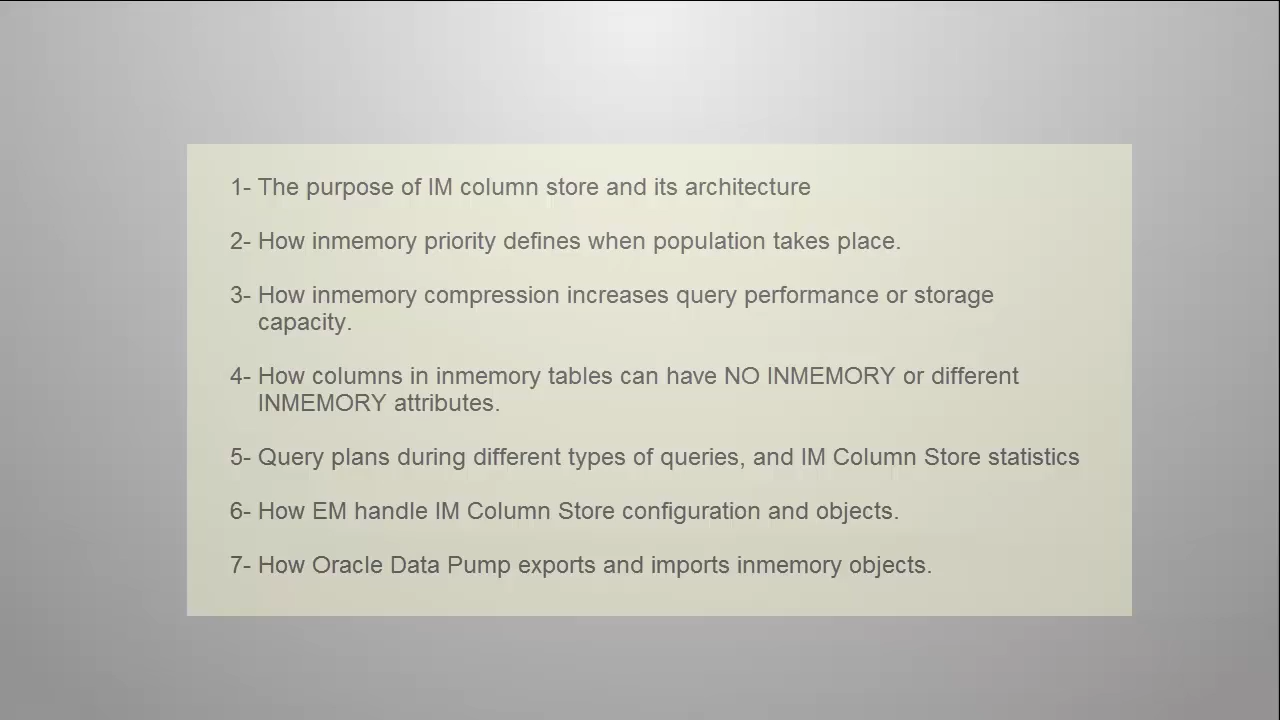 1- The purpose of IM column store and its architecture
2- How inmemory priority defines when population takes place.
3- How inmemory compression increases query performance or storage
capacity.
4- How columns in inmemory tables can have NO INMEMORY or different
INMEMORY attributes.
5- Query plans during different types of queries, and IM Column Store statistics
6- How EM handle IM Column Store configuration and objects.
7- How Oracle Data Pump exports and imports inmemory objects.